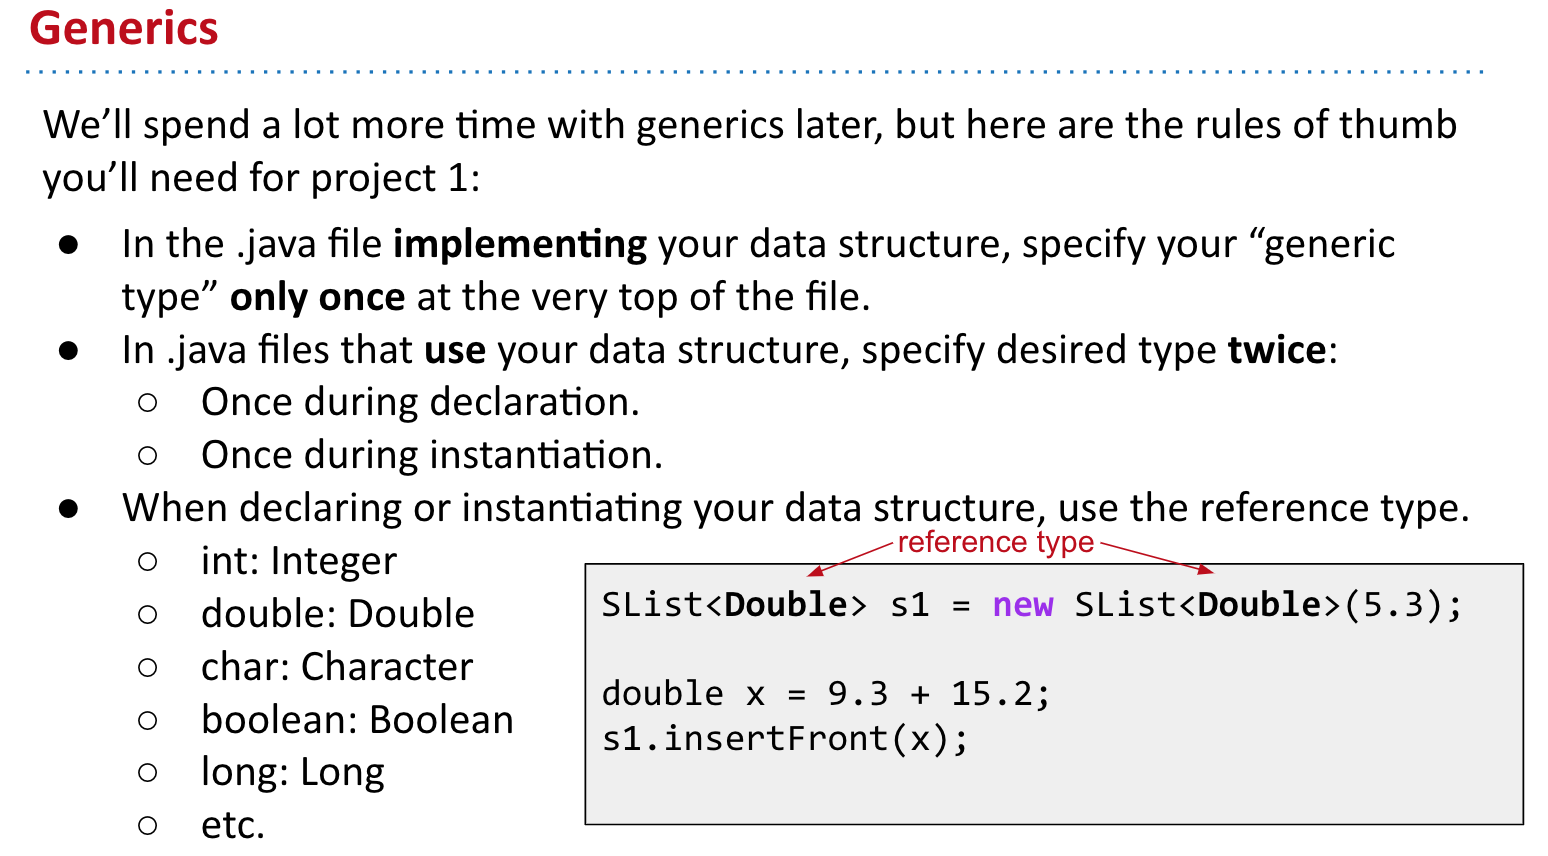 Generics
We’ll spend a lot more time with generics later, but here are the rules of thumb
you’ll need for project 1:
● In the .java file implementing your data structure, specify your “generic
type” only once at the very top of the file.
● In .java files that use your data structure, specify desired type twice:
○ Once during declaration.
○ Once during instantiation.
● When declaring or instantiating your data structure, use the reference type.
○ int: Integer
○ double: Double
○ char: Character
○ boolean: Boolean
○ long: Long
○ etc.
reference type
SList<Double> s1 = new SList<Double>(5.3);
double x = 9.3 + 15.2;
s1.insertFront(x);